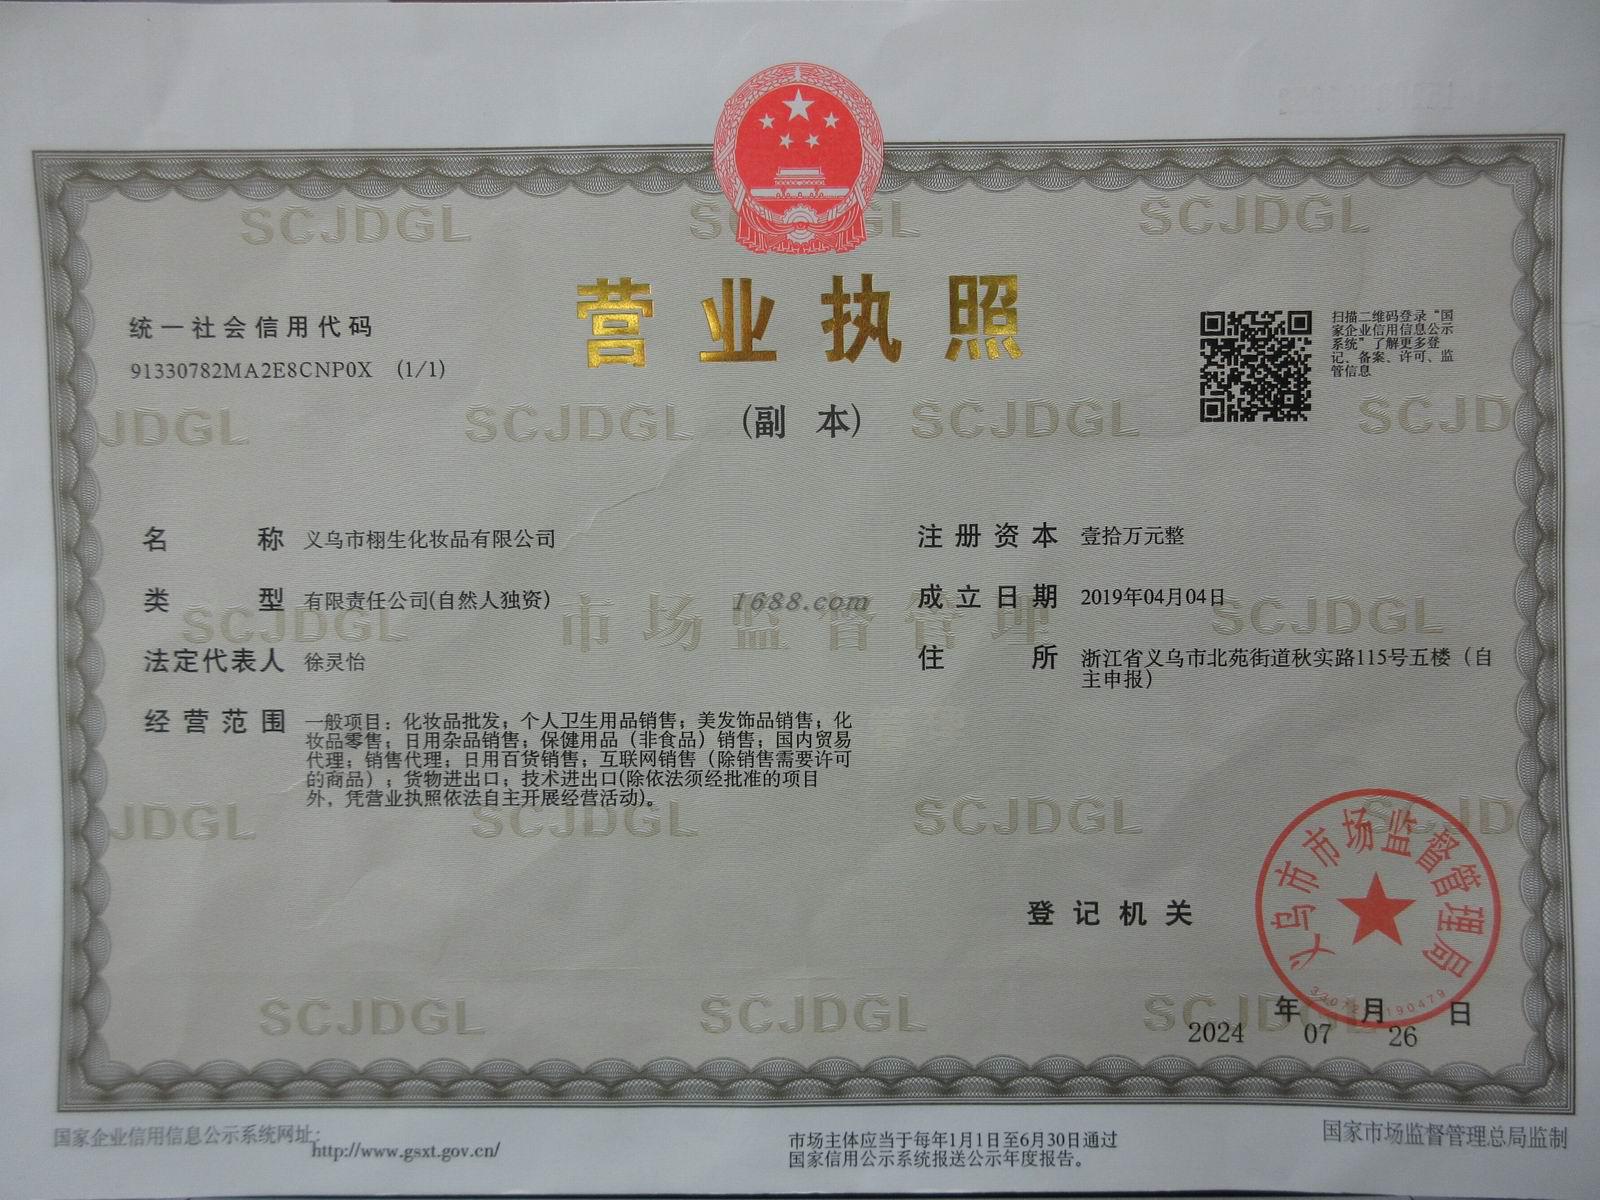 营业执照
(副 本)
统一社会信用代码
91330782MA2E8CNP0X (1/1)
扫描二维码登录“国
家企业信用信息公示
系统”了解更多登
记、备案、许可、监
管信息
名 称 义乌市栩生化妆品有限公司
类 型 有限责任公司(自然人独资)
法定代表人 徐灵怡
经营范围 一般项目：化妆品批发；个人卫生用品销售；美发饰品销售；化
妆品零售；日用杂品销售；保健用品（非食品）销售；国内贸易
代理；销售代理；日用百货销售；互联网销售（除销售需要许可
的商品）；货物进出口；技术进出口(除依法须经批准的项目
外，凭营业执照依法自主开展经营活动)。
注册资本 壹拾万元整
成立日期 2019年04月04日
住 所 浙江省义乌市北苑街道秋实路115号五楼（自
主申报）
1688.com
市场监督管理
SCJDGL
登记机关
义乌市市场监督管理局
2024年07月26日
国家企业信用信息公示系统网址:
http://www.gsxt.gov.cn/
市场主体应当于每年1月1日至6月30日通过
国家信用公示系统报送公示年度报告。
国家市场监督管理总局监制